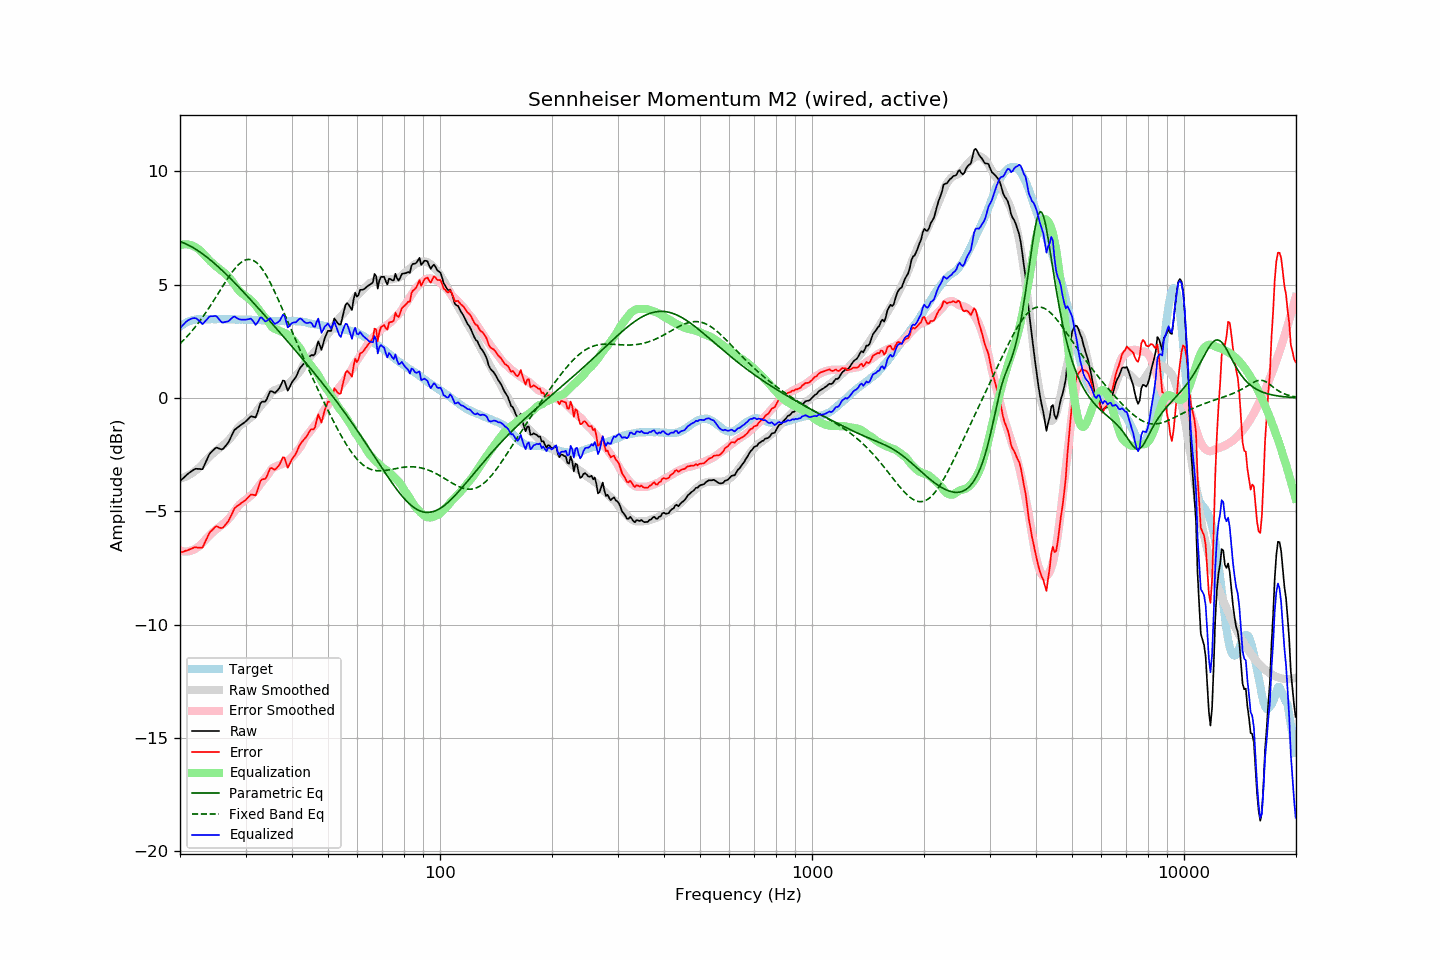 Sennheiser Momentum M2 (wired, active)
10
5
0
−5
−10
−15
−20
Amplitude (dBr)
Target
Raw Smoothed
Error Smoothed
Raw
Error
Equalization
Parametric Eq
Fixed Band Eq
Equalized
100
1000
10000
Frequency (Hz)